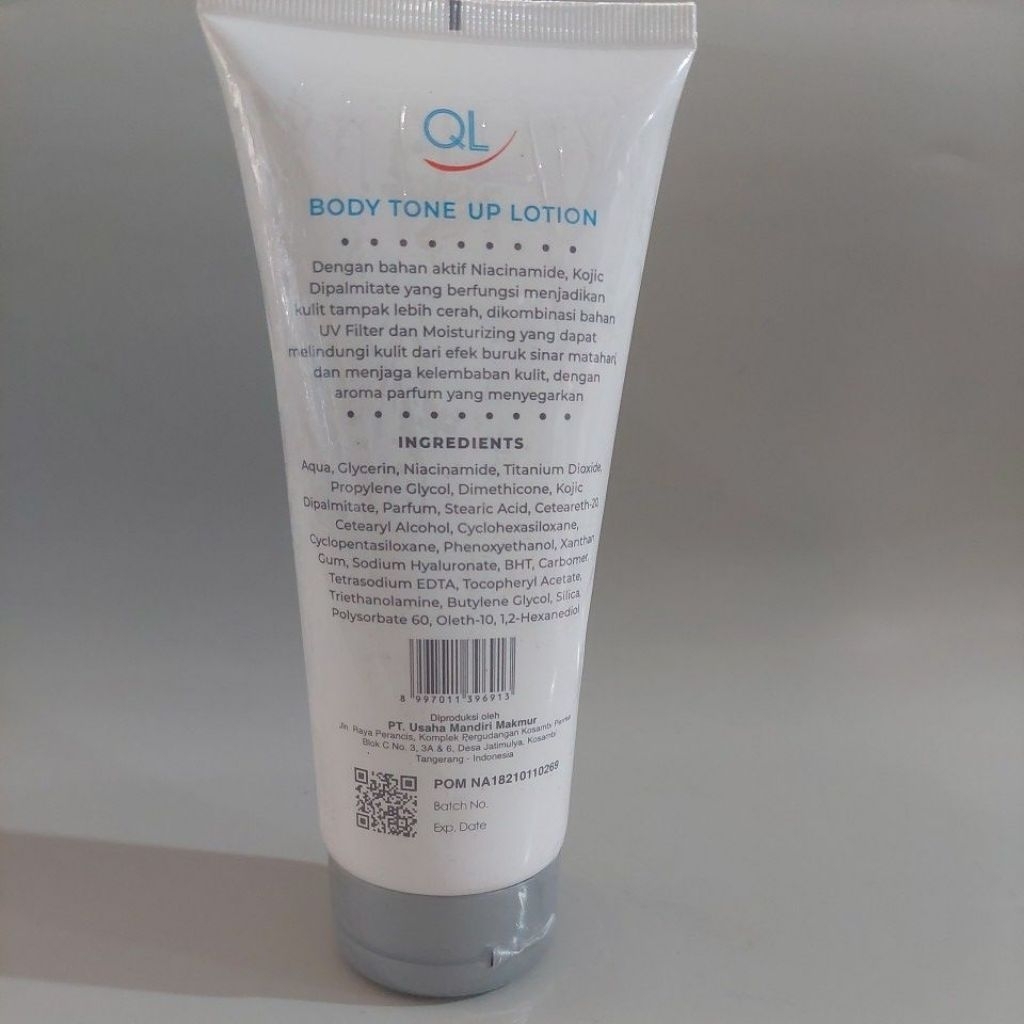 QL
BODY TONE UP LOTION
Dengan bahan aktif Niacinamide, Kojic
Dipalmitate yang berfungsi menjadikan
kulit tampak lebih cerah, dikombinasi bahan
UV Filter dan Moisturizing yang dapat
melindungi kulit dari efek buruk sinar matahari
dan menjaga kelembaban kulit, dengan
aroma parfum yang menyegarkan
INGREDIENTS
Aqua, Glycerin, Niacinamide, Titanium Dioxide,
Propylene Glycol, Dimethicone, Kojic
Dipalmitate, Parfum, Stearic Acid, Ceteareth-20
Cetearyl Alcohol, Cyclohexasiloxane,
Cyclopentasiloxane, Phenoxyethanol, Xanthan
Gum, Sodium Hyaluronate, BHT, Carbomer,
Tetrasodium EDTA, Tocopheryl Acetate,
Triethanolamine, Butylene Glycol, Silica,
Polysorbate 60, Oleth-10, 1,2-Hexanediol
8 997011 396913
Diproduksi oleh
PT. Usaha Mandiri Makmur
Jln. Raya Perancis, Komplek Pergudangan Kosambi
Blok C No. 3, 3A & 6, Desa Jatimulya, Kosambi
Tangerang - Indonesia
POM NA18210110269
Batch No.
Exp. Date